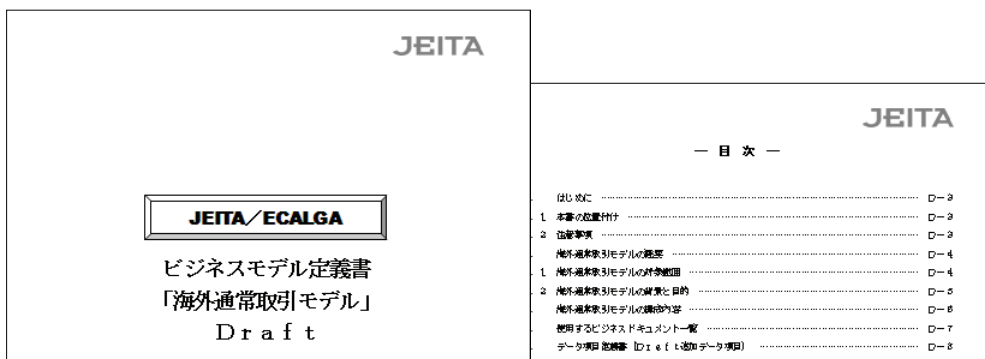 JEITA
JEITA/ECALGA
ビジネスモデル定義書
「海外通常取引モデル」
Draft
JEITA
― 目 次 ―
はじめに D-3
1 本書の位置付け D-3
2 注意事項 D-3
海外通常取引モデルの概要 D-4
1 海外通常取引モデルの対象範囲 D-4
2 海外通常取引モデルの背景と目的 D-5
海外通常取引モデルの構成内容 D-6
使用するビジネスドキュメント一覧 D-7
データ項目定義書 [Draft追加データ項目] D-8